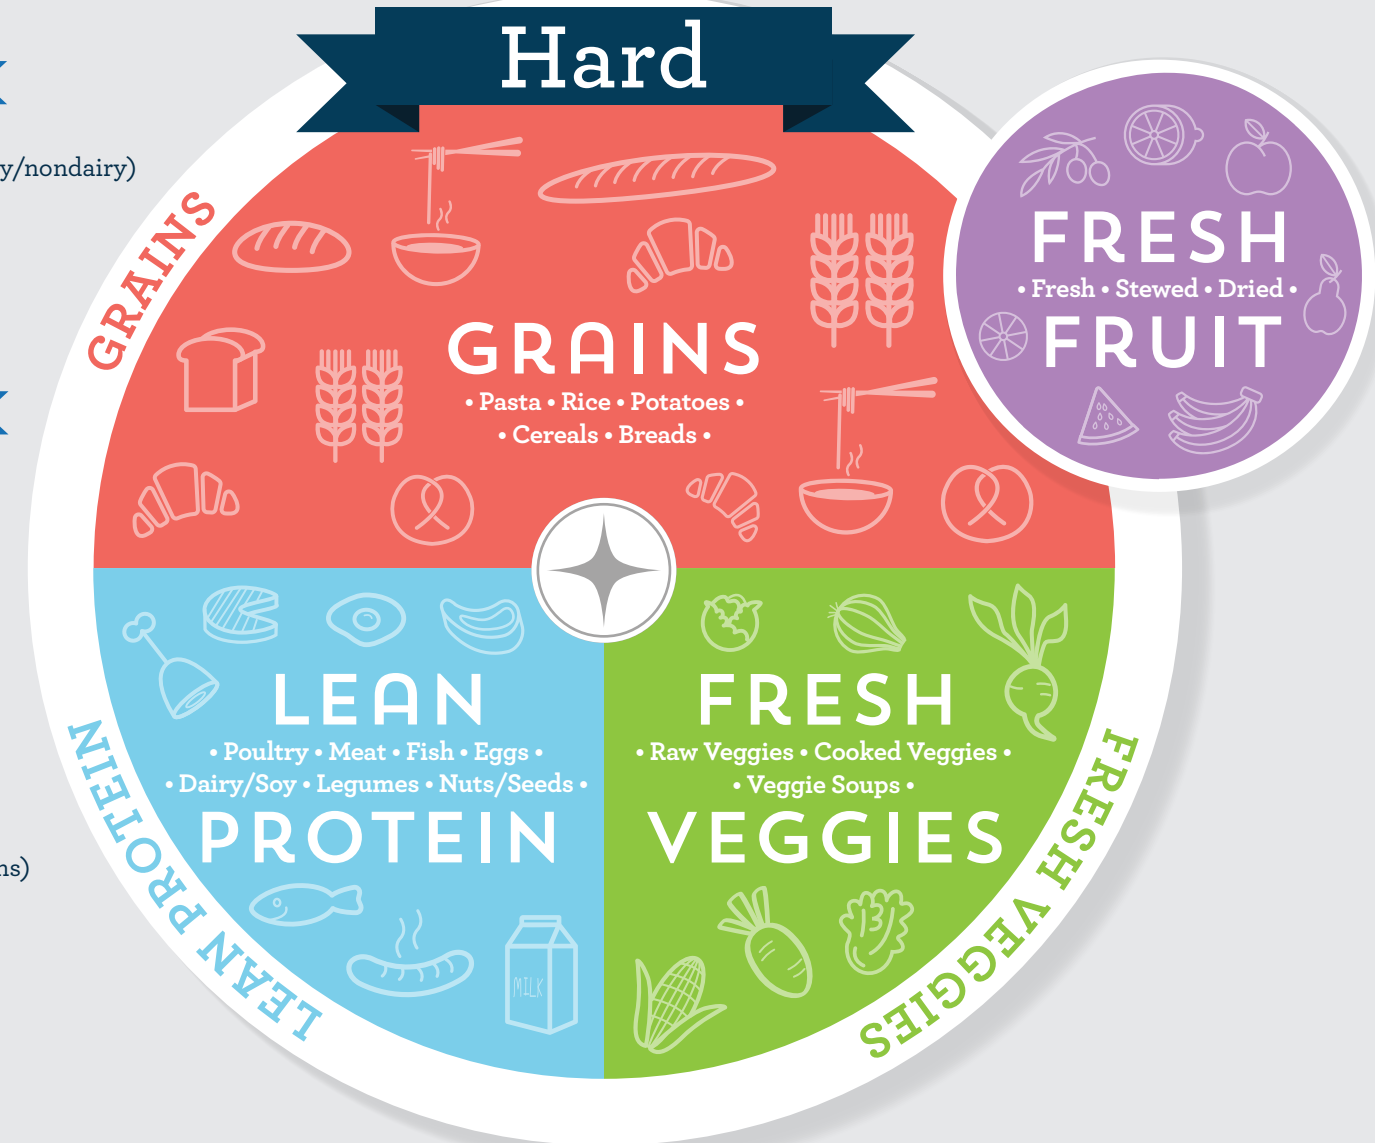 Hard
y/nondairy)
GRAINS
GRAINS
• Pasta • Rice • Potatoes •
• Cereals • Breads •
FRESH
• Fresh • Stewed • Dried •
FRUIT
LEAN
• Poultry • Meat • Fish • Eggs •
• Dairy/Soy • Legumes • Nuts/Seeds •
PROTEIN
MILK
LEAN PROTEIN
FRESH
• Raw Veggies • Cooked Veggies •
• Veggie Soups •
VEGGIES
FRESH VEGGIES
ns)